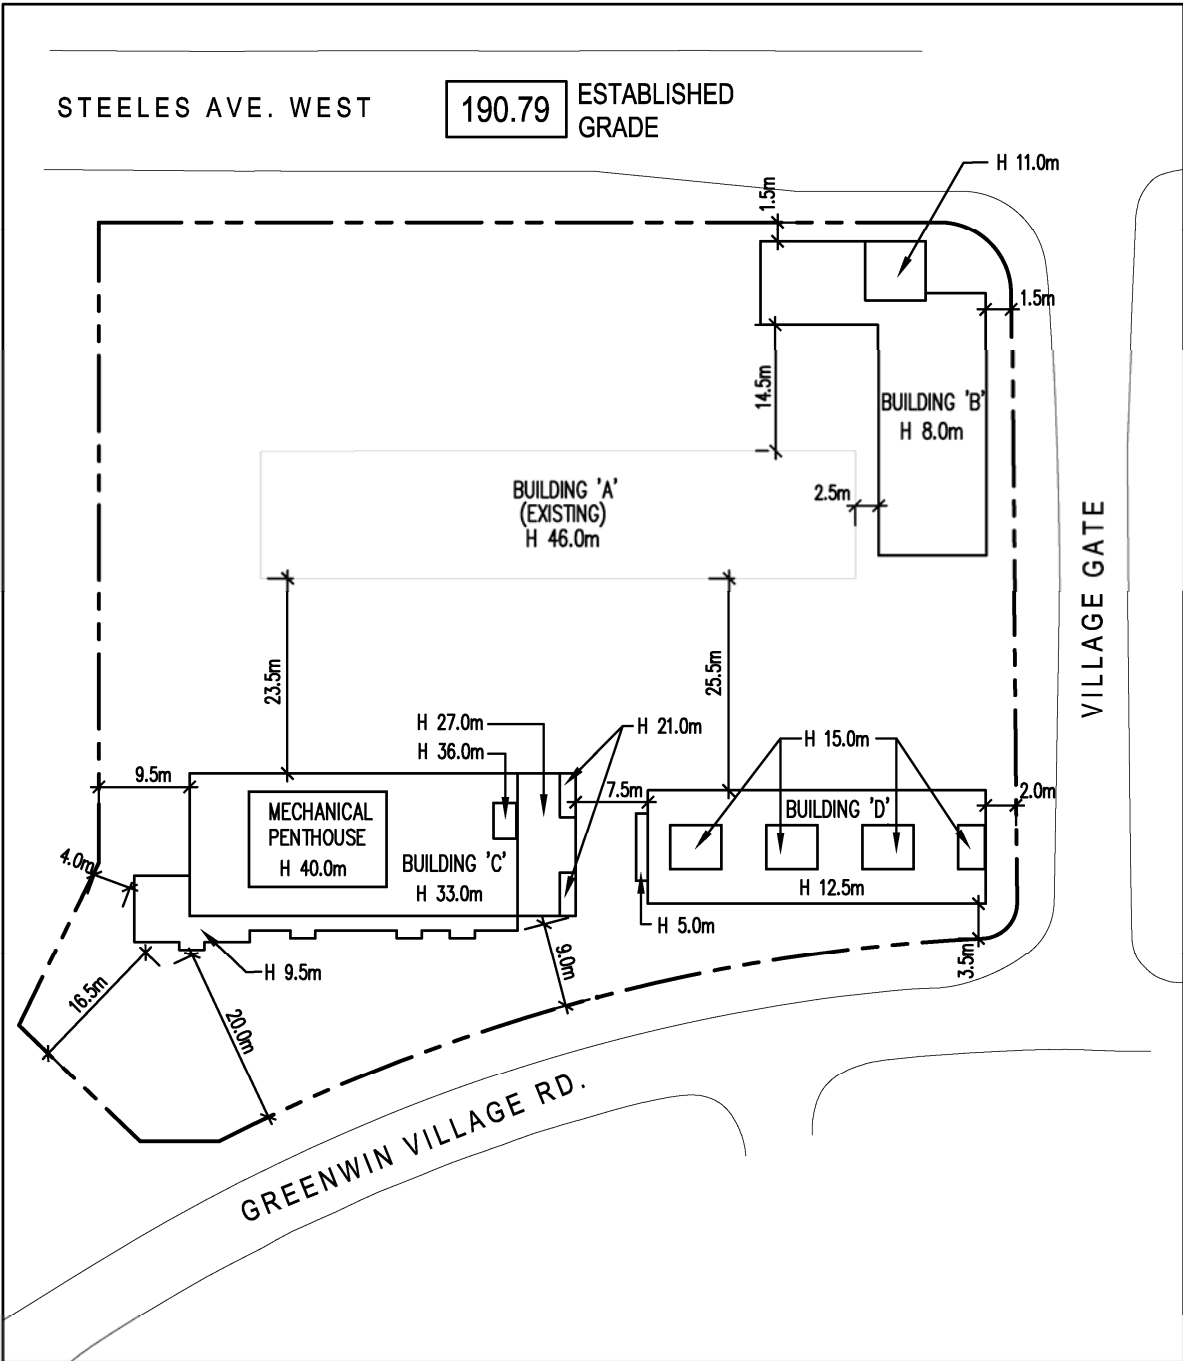 STEELES AVE. WEST
190.79
ESTABLISHED
GRADE
H 11.0m
1.5m
1.5m
14.5m
BUILDING 'B'
H 8.0m
2.5m
BUILDING 'A'
(EXISTING)
H 46.0m
VILLAGE GATE
23.5m
25.5m
H 27.0m
H 36.0m
H 21.0m
H 15.0m
9.5m
7.5m
2.0m
MECHANICAL
PENTHOUSE
H 40.0m
BUILDING 'C'
H 33.0m
BUILDING 'D'
H 12.5m
4.0m
H 5.0m
H 9.5m
9.0m
3.5m
16.5m
20.0m
GREENWIN VILLAGE RD.